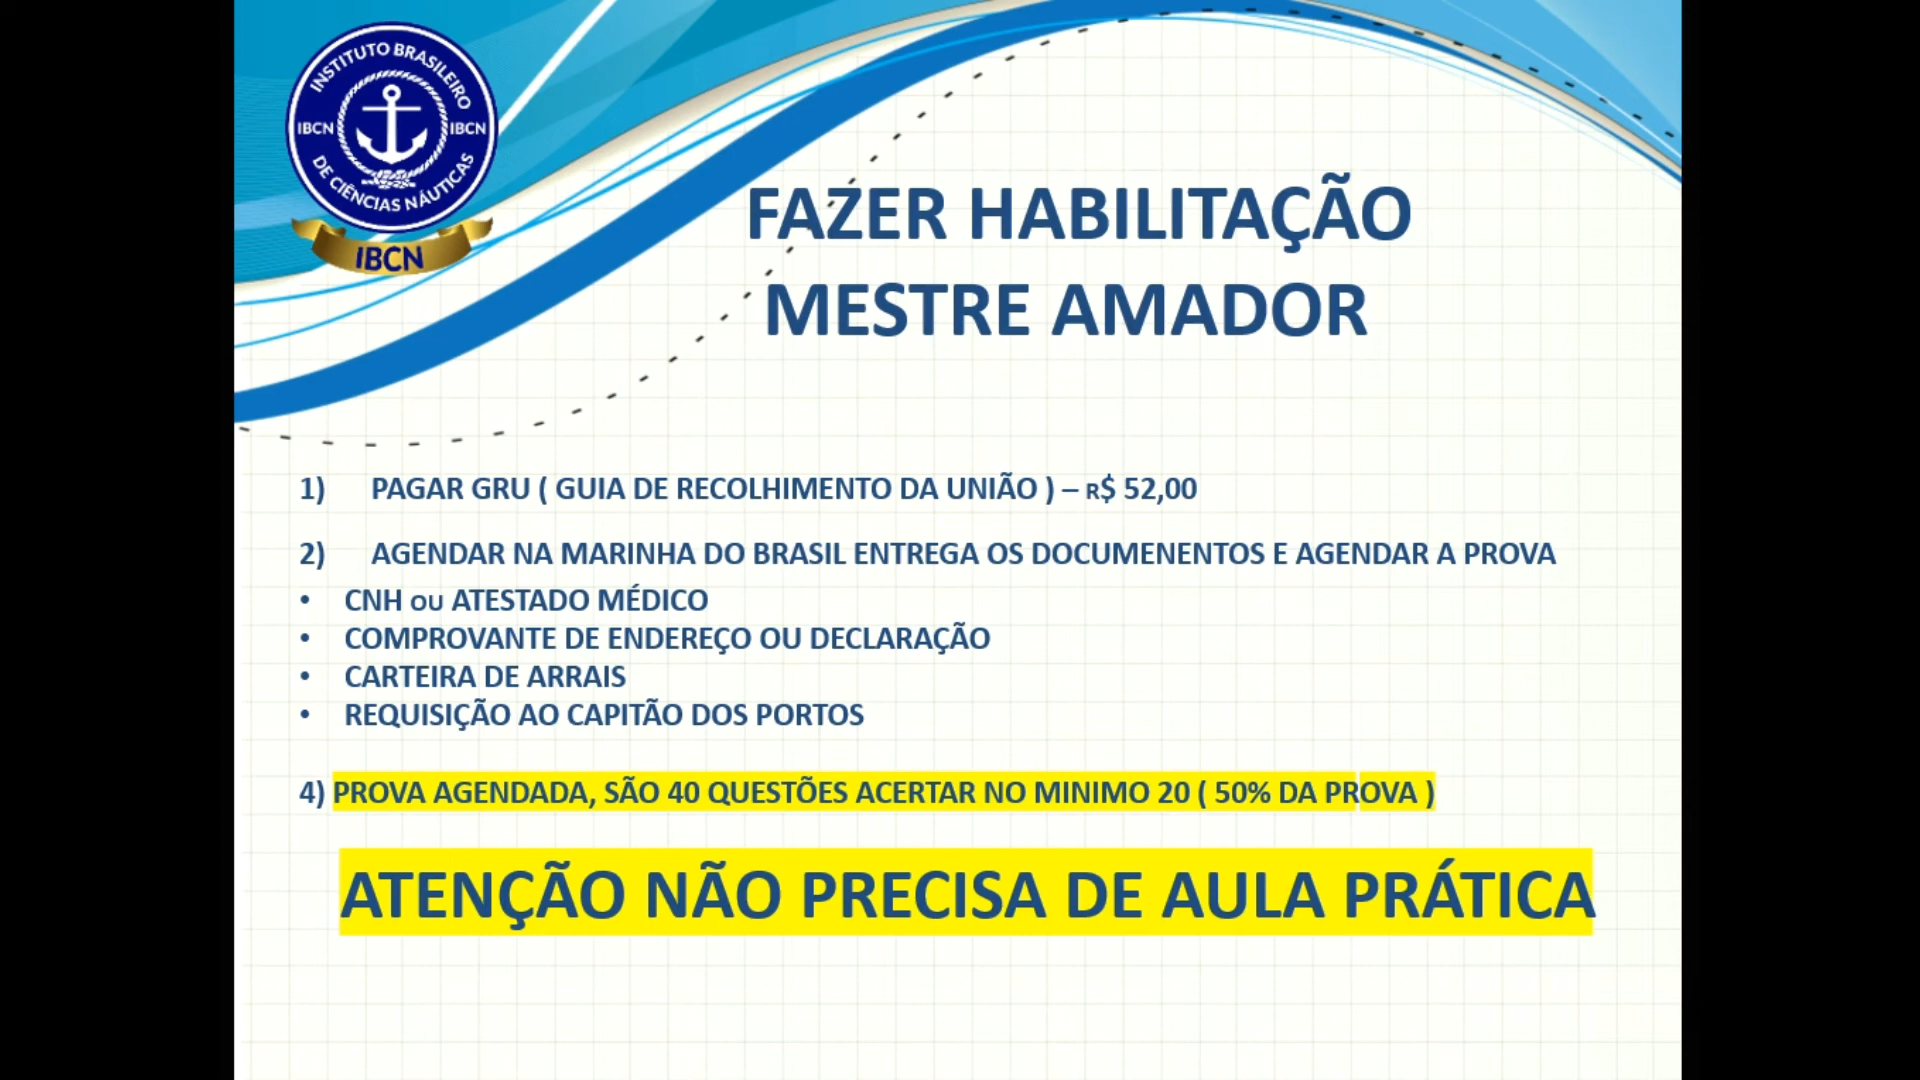 INSTITUTO BRASILEIRO
IBCN IBCN
DE CIÊNCIAS NÁUTICAS
IBCN
FAZER HABILITAÇÃO
MESTRE AMADOR
1) PAGAR GRU ( GUIA DE RECOLHIMENTO DA UNIÃO ) – R$ 52,00
2) AGENDAR NA MARINHA DO BRASIL ENTREGA OS DOCUMENENTOS E AGENDAR A PROVA
• CNH OU ATESTADO MÉDICO
• COMPROVANTE DE ENDEREÇO OU DECLARAÇÃO
• CARTEIRA DE ARRAIS
• REQUISIÇÃO AO CAPITÃO DOS PORTOS
4) PROVA AGENDADA, SÃO 40 QUESTÕES ACERTAR NO MINIMO 20 ( 50% DA PROVA )
ATENÇÃO NÃO PRECISA DE AULA PRÁTICA